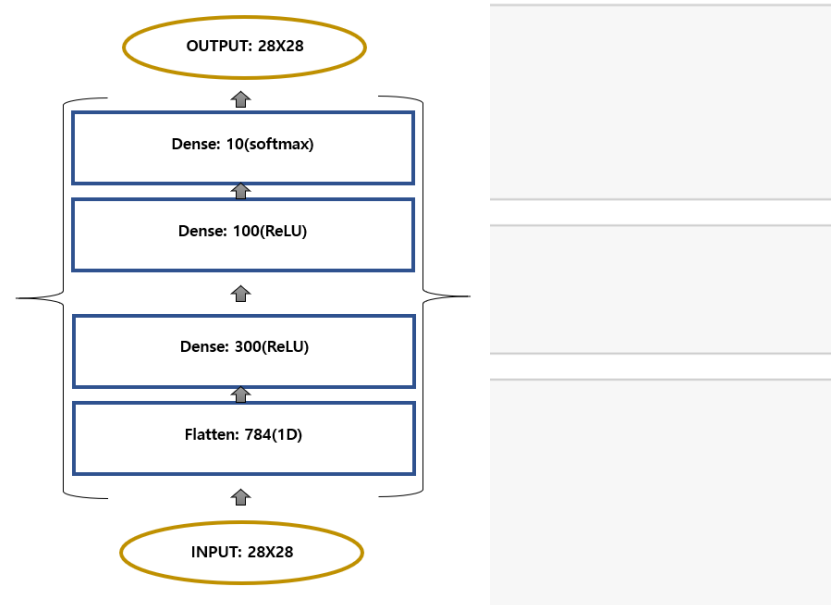 OUTPUT: 28X28
Dense: 10(softmax)
Dense: 100(ReLU)
Dense: 300(ReLU)
Flatten: 784(1D)
INPUT: 28X28